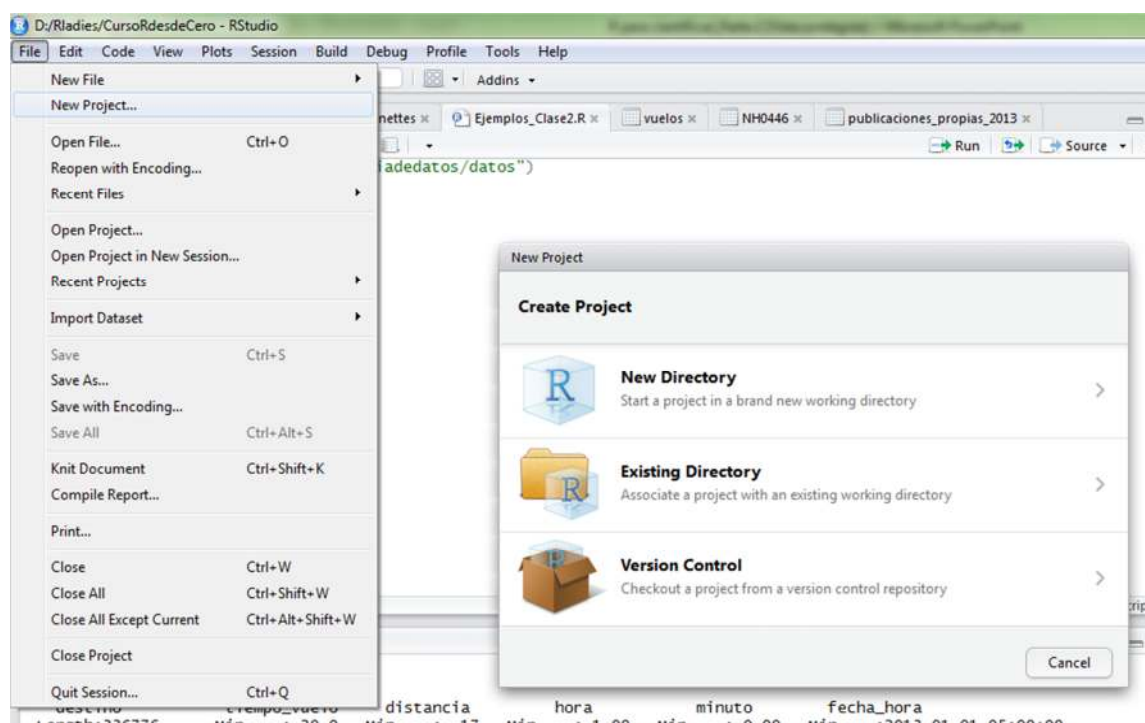 D:/Rladies/CursoRdesdeCero - RStudio
File Edit Code View Plots Session Build Debug Profile Tools Help
New File
New Project...
Open File... Ctrl+O
Reopen with Encoding...
Recent Files
Open Project...
Open Project in New Session...
Recent Projects
Import Dataset
Save Ctrl+S
Save As...
Save with Encoding...
Save All Ctrl+Alt+S
Knit Document Ctrl+Shift+K
Compile Report...
Print...
Close Ctrl+W
Close All Ctrl+Shift+W
Close All Except Current Ctrl+Alt+Shift+W
Close Project
Quit Session... Ctrl+Q
Addins
nettes Ejemplos_Clase2.R vuelos NH0446 publicaciones_propias_2013
Run Source
iadedatos/datos")
New Project
Create Project
New Directory
Start a project in a brand new working directory
Existing Directory
Associate a project with an existing working directory
Version Control
Checkout a project from a version control repository
Cancel
destino tiempo_vuelo distancia hora minuto fecha_hora